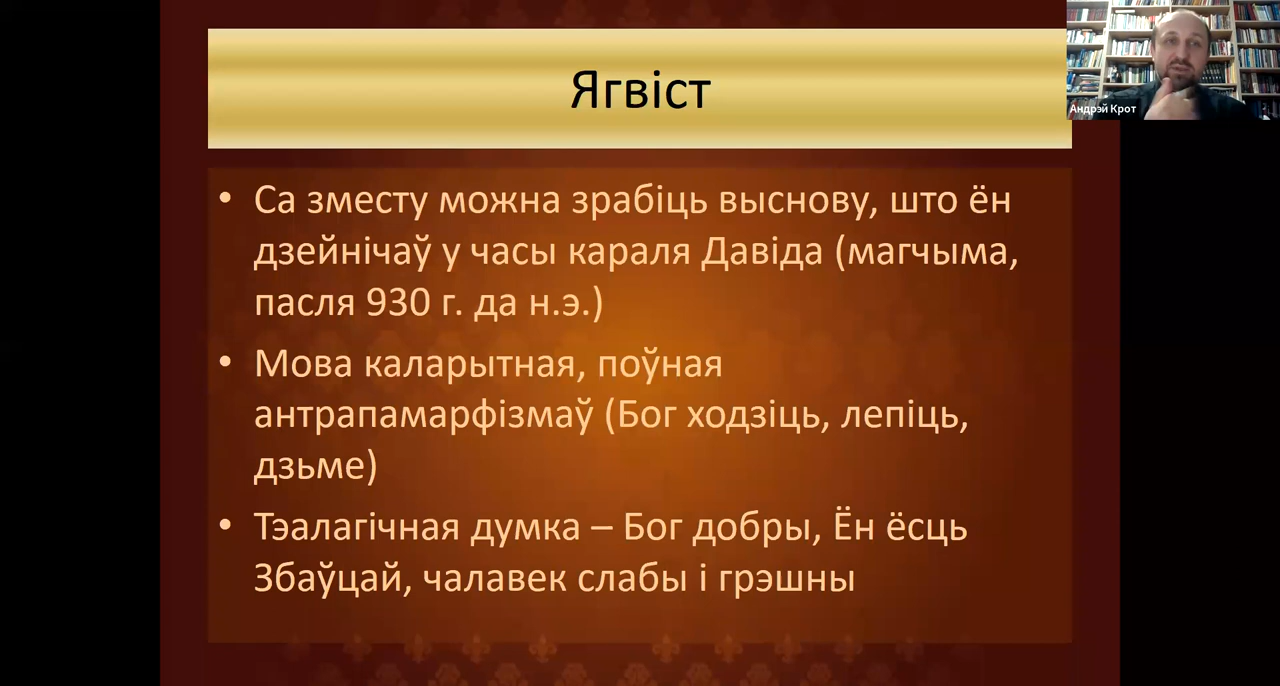 Ягвіст
Андрэй Крот
• Са зместу можна зрабіць выснову, што ён
дзейнічаў у часы караля Давіда (магчыма,
пасля 930 г. да н.э.)
• Мова каларытная, поўная
антрапамарфізмаў (Бог ходзіць, лепіць,
дзьме)
• Тэалагічная думка – Бог добры, Ён ёсць
Збаўцай, чалавек слабы і грэшны